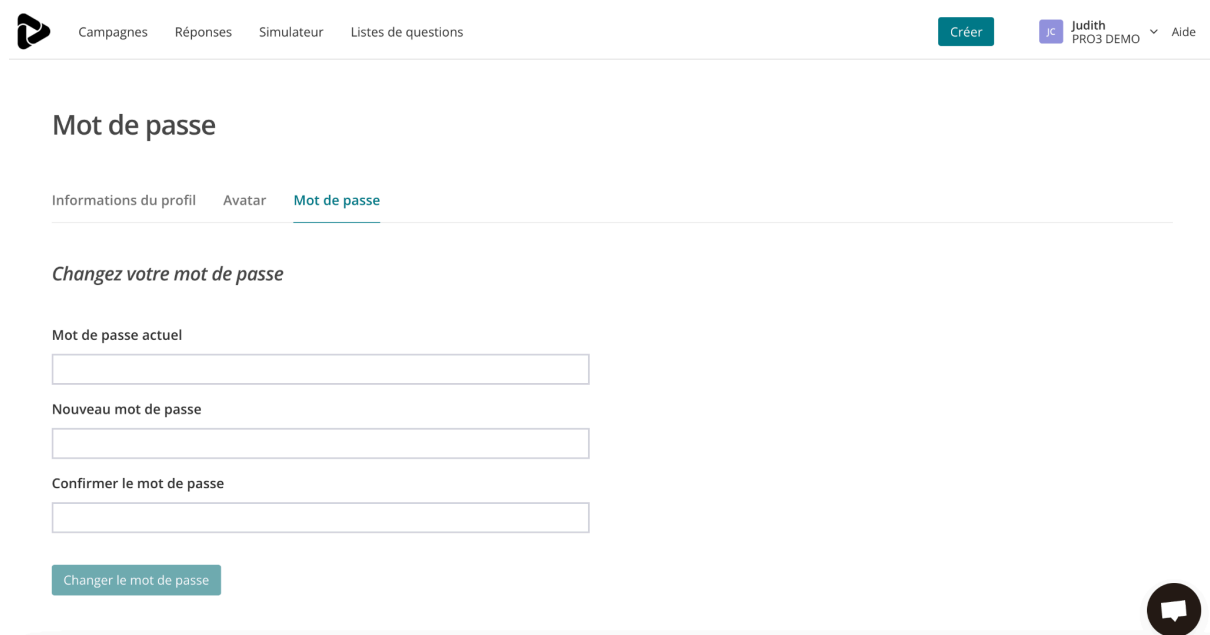 Campagnes Réponses Simulateur Listes de questions Créer JC Judith Aide
PRO3 DEMO
Mot de passe
Informations du profil Avatar Mot de passe
Changez votre mot de passe
Mot de passe actuel
Nouveau mot de passe
Confirmer le mot de passe
Changer le mot de passe